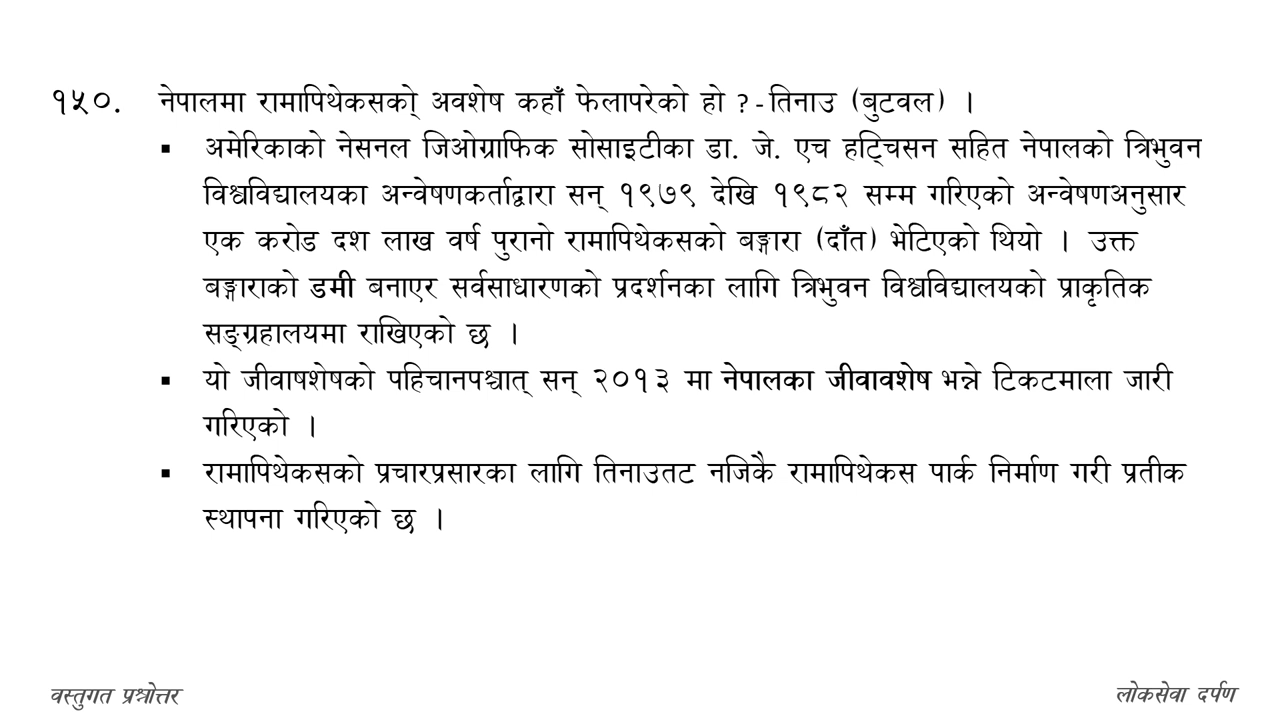 १५०. नेपालमा रामापिथेकसको् अवशेष कहाँ फेलापरेको हो ?-तिनाउ (बुटवल) ।
▪ अमेरिकाको नेसनल जिओग्राफिक सोसाइटीका डा. जे. एच हट्चिसन सहित नेपालको त्रिभुवन
विश्वविद्यालयका अन्वेषणकर्ताद्वारा सन् १९७९ देखि १९८२ सम्म गरिएको अन्वेषणअनुसार
एक करोड दश लाख वर्ष पुरानो रामापिथेकसको बङ्गारा (दाँत) भेटिएको थियो । उक्त
बङ्गाराको डमी बनाएर सर्वसाधारणको प्रदर्शनका लागि त्रिभुवन विश्वविद्यालयको प्राकृतिक
सङ्ग्रहालयमा राखिएको छ ।
▪ यो जीवाषशेषको पहिचानपश्चात् सन् २०१३ मा नेपालका जीवावशेष भन्ने टिकटमाला जारी
गरिएको ।
▪ रामापिथेकसको प्रचारप्रसारका लागि तिनाउतट नजिकै रामापिथेकस पार्क निर्माण गरी प्रतीक
स्थापना गरिएको छ ।
वस्तुगत प्रश्नोत्तर
लोकसेवा दर्पण